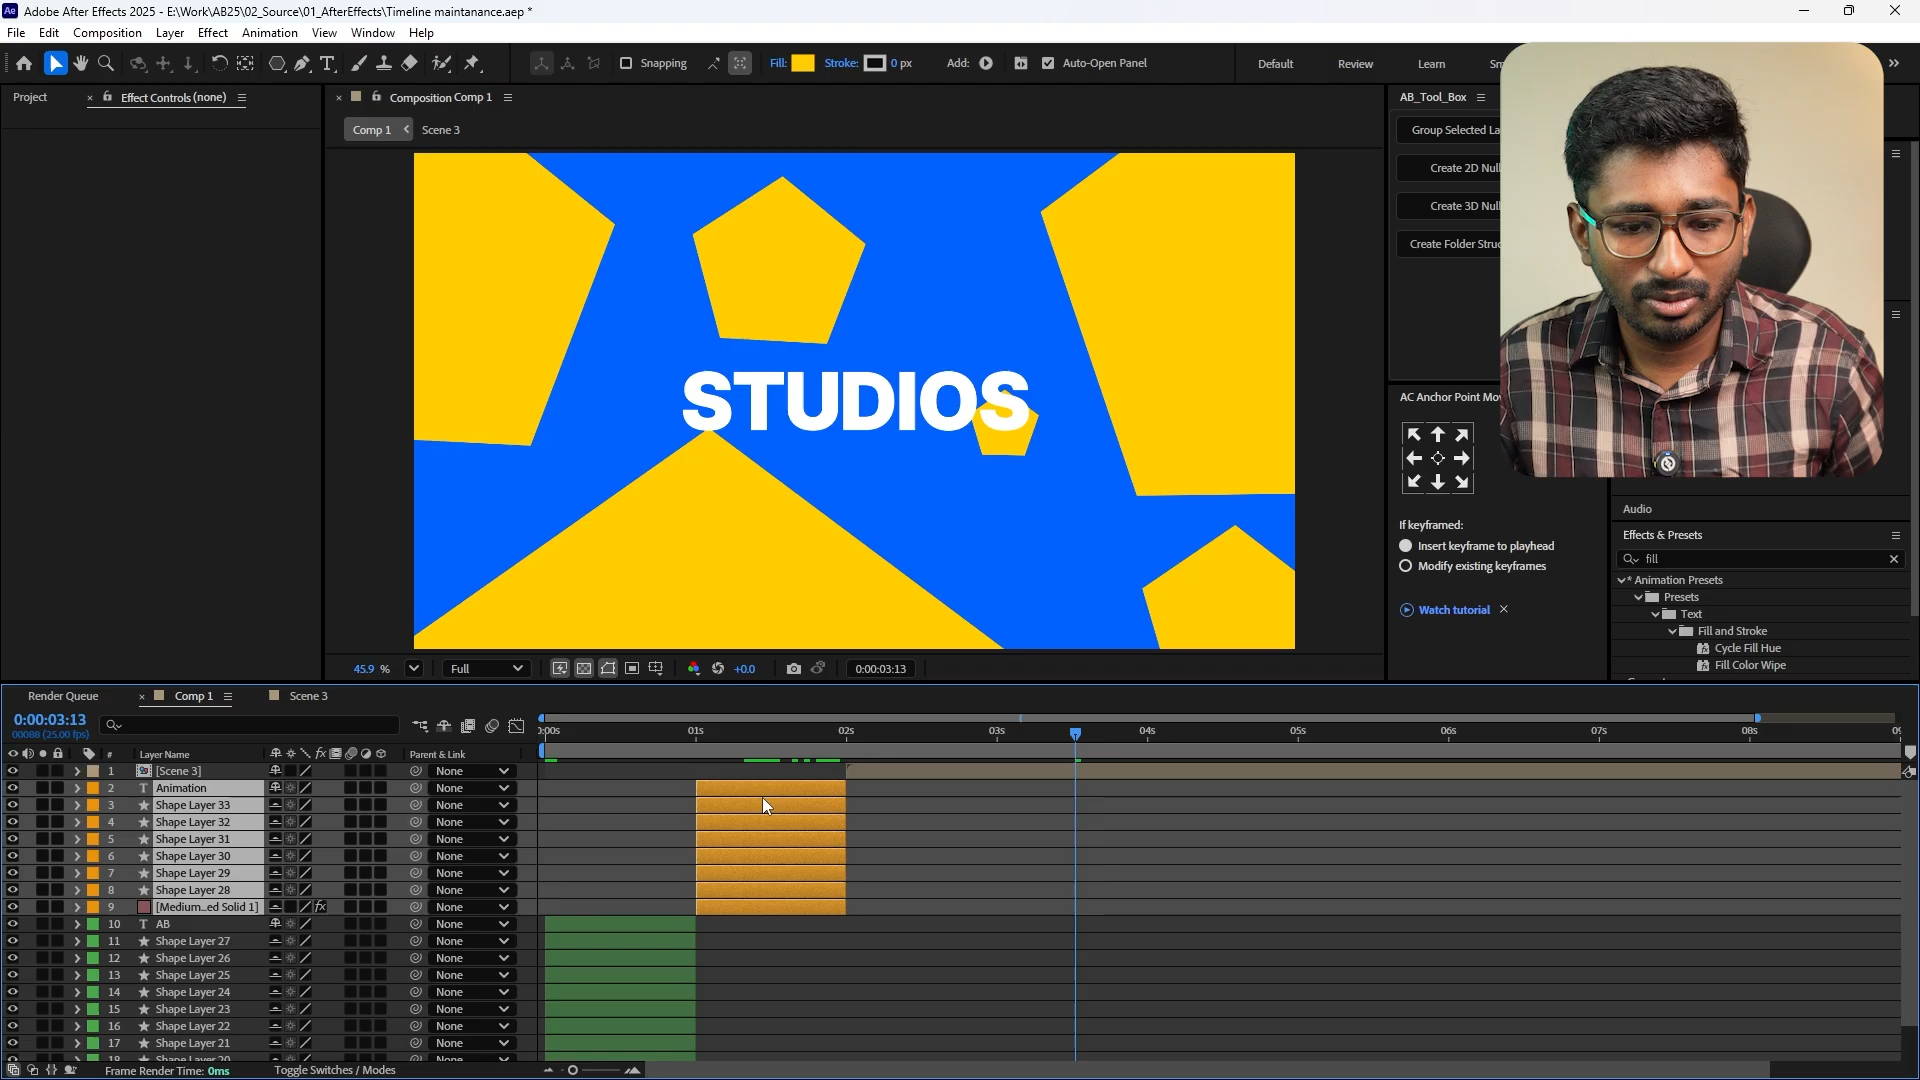 Adobe After Effects 2025 - E:\Work\AB25\02_Source\01_AfterEffects\Timeline maintanance.aep *
File Edit Composition Layer Effect Animation View Window Help
Snapping Fill: Stroke: 0 px Add: Auto-Open Panel Default Review Learn
Project Effect Controls (none) Composition Comp 1 AB_Tool_Box
Comp 1 Scene 3
Group Selected
Create 2D
Create 3D
Create Folder
STUDIOS
AC Anchor Point
If keyframed:
Insert keyframe to playhead
Modify existing keyframes
Watch tutorial
Audio
Effects & Presets
fill
* Animation Presets
Presets
Text
Fill and Stroke
Cycle Fill Hue
Fill Color Wipe
45.9 % Full +0.0 0:00:03:13
Render Queue Comp 1 Scene 3
0:00:03:13
00088 (25.00 fps)
01s 02s 03s 04s 05s 06s 07s 08s
# Layer Name fx Parent & Link
1 [Scene 3] None
2 T Animation None
3 Shape Layer 33 None
4 Shape Layer 32 None
5 Shape Layer 31 None
6 Shape Layer 30 None
7 Shape Layer 29 None
8 Shape Layer 28 None
9 [Medium...ed Solid 1] fx None
10 T AB None
11 Shape Layer 27 None
12 Shape Layer 26 None
13 Shape Layer 25 None
14 Shape Layer 24 None
15 Shape Layer 23 None
16 Shape Layer 22 None
17 Shape Layer 21 None
18 Shape Layer 20 None
Frame Render Time: 0ms Toggle Switches / Modes